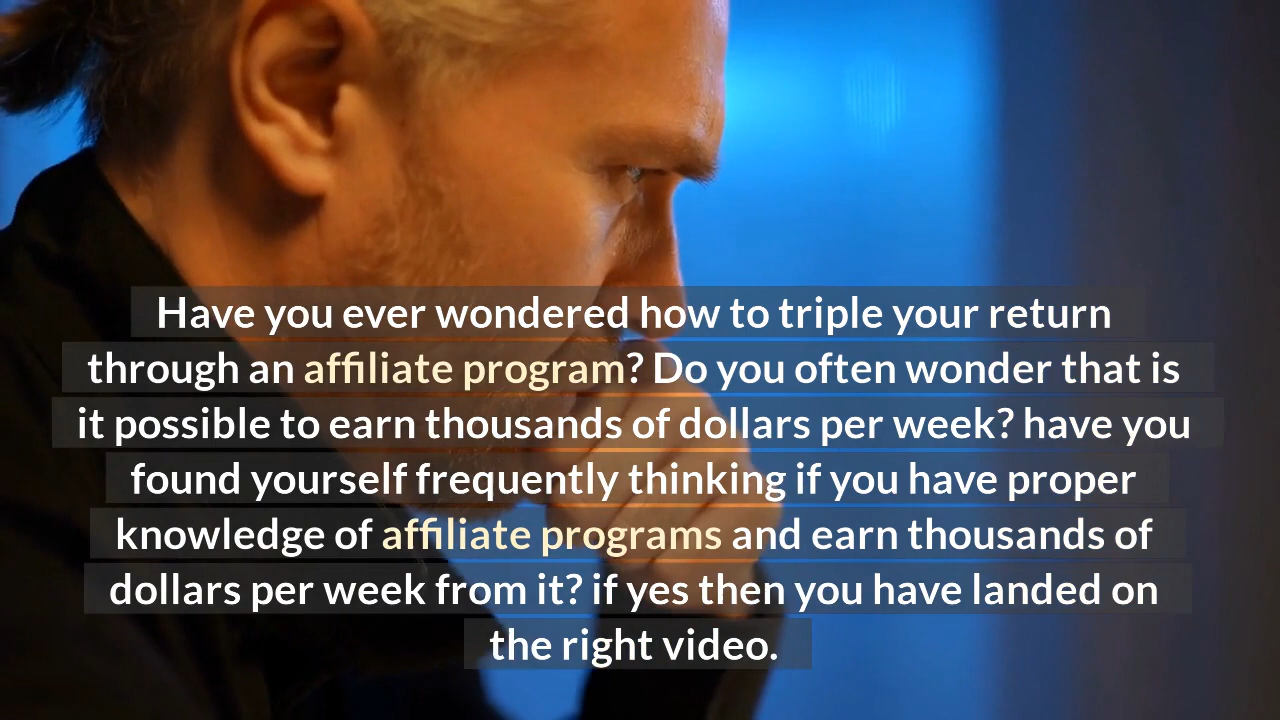 Have you ever wondered how to triple your return
through an affiliate program? Do you often wonder that is
it possible to earn thousands of dollars per week? have you
found yourself frequently thinking if you have proper
knowledge of affiliate programs and earn thousands of
dollars per week from it? if yes then you have landed on
the right video.